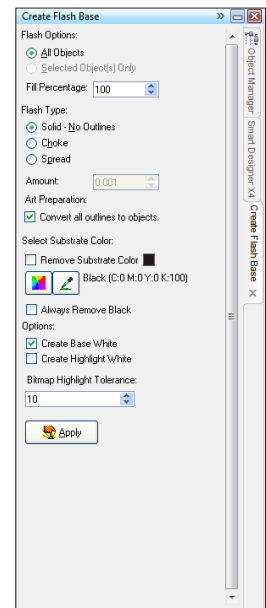 Create Flash Base
Flash Options:
All Objects
Selected Object(s) Only
Fill Percentage: 100
Flash Type:
Solid - No Outlines
Choke
Spread
Amount: 0.001
Art Preparation:
Convert all outlines to objects.
Select Substrate Color:
Remove Substrate Color
Black (C:0 M:0 Y:0 K:100)
Always Remove Black
Options:
Create Base White
Create Highlight White
Bitmap Highlight Tolerance:
10
Apply
Object Manager
Smart Designer X4
Create Flash Base